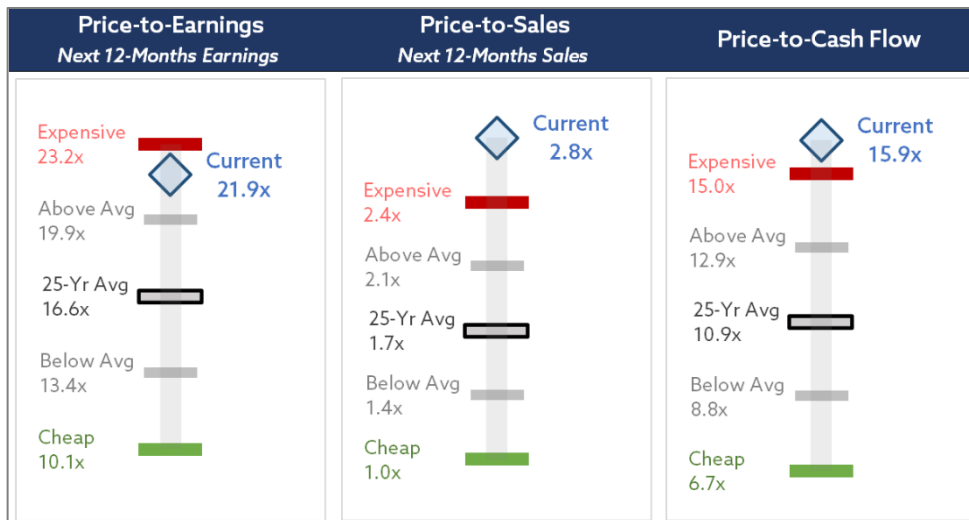 Price-to-Earnings
Next 12-Months Earnings
Expensive
23.2x
Current
21.9x
Above Avg
19.9x
25-Yr Avg
16.6x
Below Avg
13.4x
Cheap
10.1x
Price-to-Sales
Next 12-Months Sales
Current
2.8x
Expensive
2.4x
Above Avg
2.1x
25-Yr Avg
1.7x
Below Avg
1.4x
Cheap
1.0x
Price-to-Cash Flow
Current
15.9x
Expensive
15.0x
Above Avg
12.9x
25-Yr Avg
10.9x
Below Avg
8.8x
Cheap
6.7x